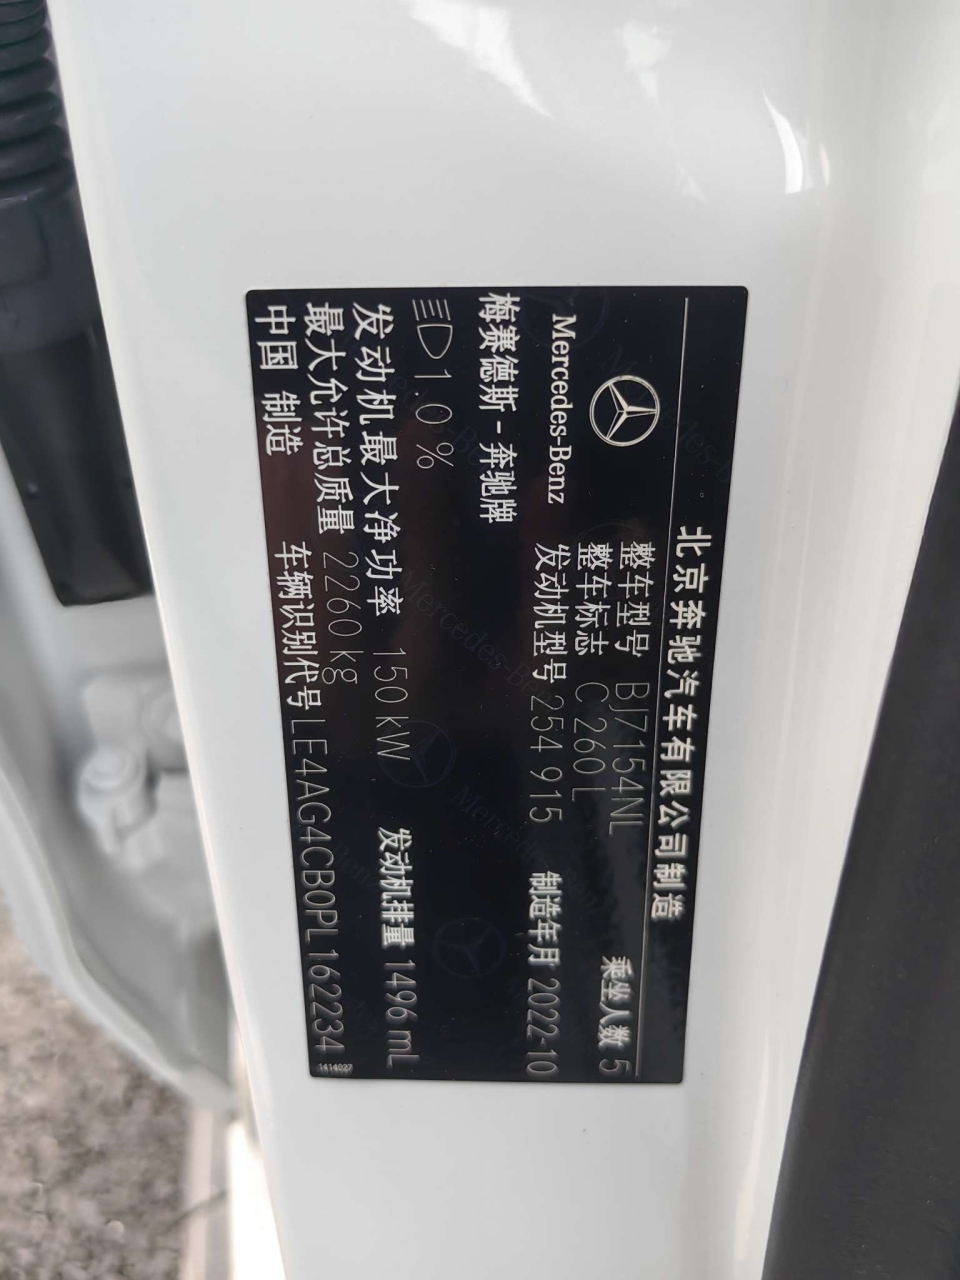 北京奔驰汽车有限公司制造
Mercedes-Benz
整车型号 BJ7154NL 乘坐人数 5
整车标志 C 260 L
梅赛德斯-奔驰牌 发动机型号 254 915 制造年月 2022-10
1.0%
发动机最大净功率 150 kW 发动机排量 1496 mL
最大允许总质量 2260 kg
中国 制造 车辆识别代号 LE4AG4CB0PL162234
1414027